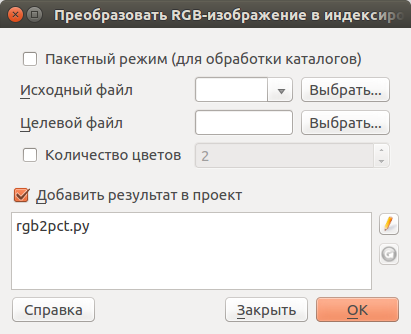 Преобразовать RGB-изображение в индексиро
Пакетный режим (для обработки каталогов)
Исходный файл Выбрать...
Целевой файл Выбрать...
Количество цветов 2
Добавить результат в проект
rgb2pct.py
Справка Закрыть OK